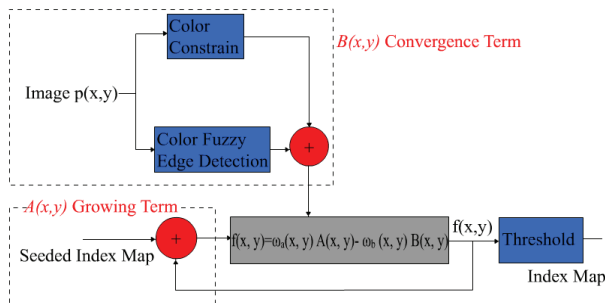 Color
Constrain
B(x,y) Convergence Term
Image p(x,y)
Color Fuzzy
Edge Detection
+
A(x,y) Growing Term
+
Seeded Index Map
f(x, y)=ωa(x, y) A(x, y)- ωb (x, y) B(x, y)
f(x,y)
Threshold
Index Map